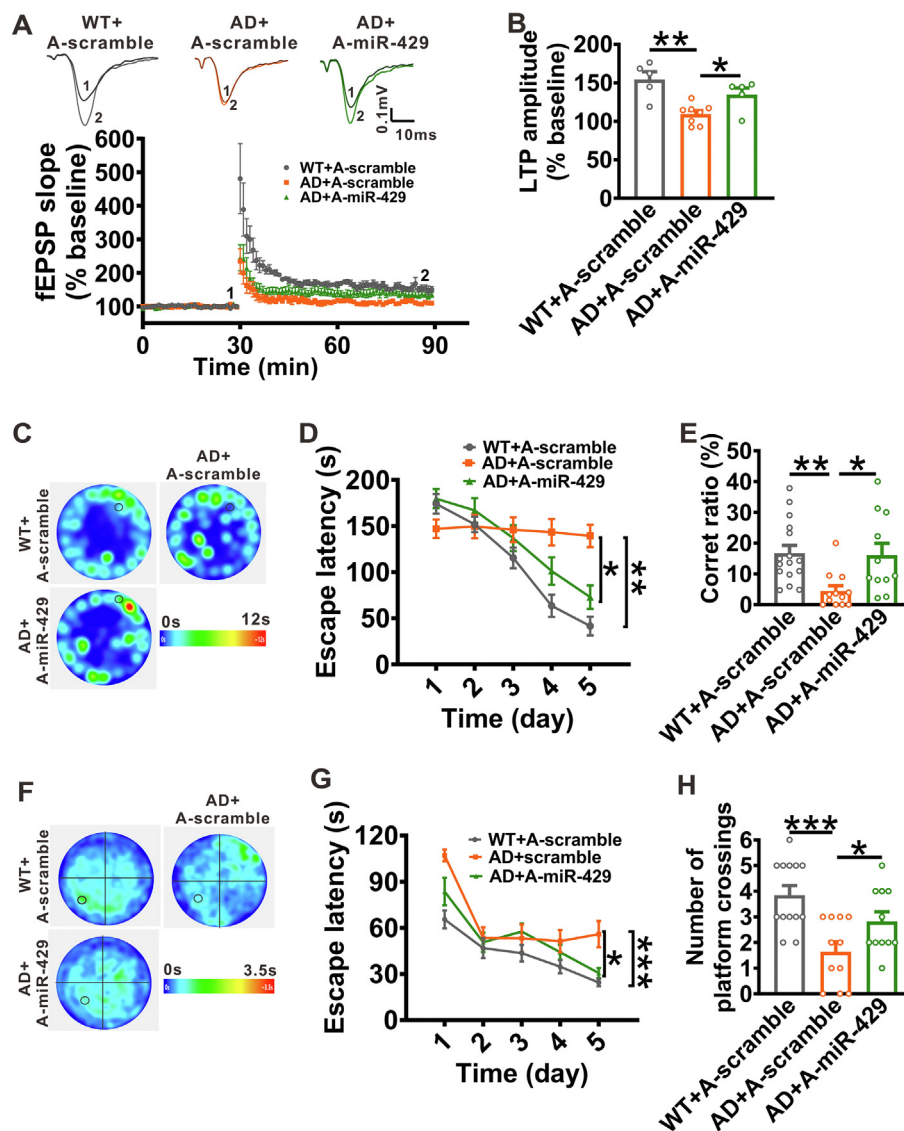 A
WT+
A-scramble
AD+
A-scramble
AD+
A-miR-429
1
2
1
2
1
2
0.1mV
10ms
fEPSP slope
(% baseline)
600
500
400
300
200
100
WT+A-scramble
AD+A-scramble
AD+A-miR-429
1
2
0
30
60
90
Time (min)
B
LTP amplitude
(% baseline)
200
150
100
50
0
**
*
WT+A-scramble
AD+A-scramble
AD+A-miR-429
C
AD+
A-scramble
WT+
A-scramble
AD+
A-miR-429
0s
12s
0s
~12s
D
Escape latency (s)
200
150
100
50
0
WT+A-scramble
AD+A-scramble
AD+A-miR-429
*
**
1
2
3
4
5
Time (day)
E
Corret ratio (%)
50
40
30
20
10
0
**
*
WT+A-scramble
AD+A-scramble
AD+A-miR-429
F
AD+
A-scramble
WT+
A-scramble
AD+
A-miR-429
0s
3.5s
0s
~3.5s
G
Escape latency (s)
120
90
60
30
0
WT+A-scramble
AD+scramble
AD+A-miR-429
*
***
1
2
3
4
5
Time (day)
H
Number of
platform crossings
6
5
4
3
2
1
0
***
*
WT+A-scramble
AD+A-scramble
AD+A-miR-429